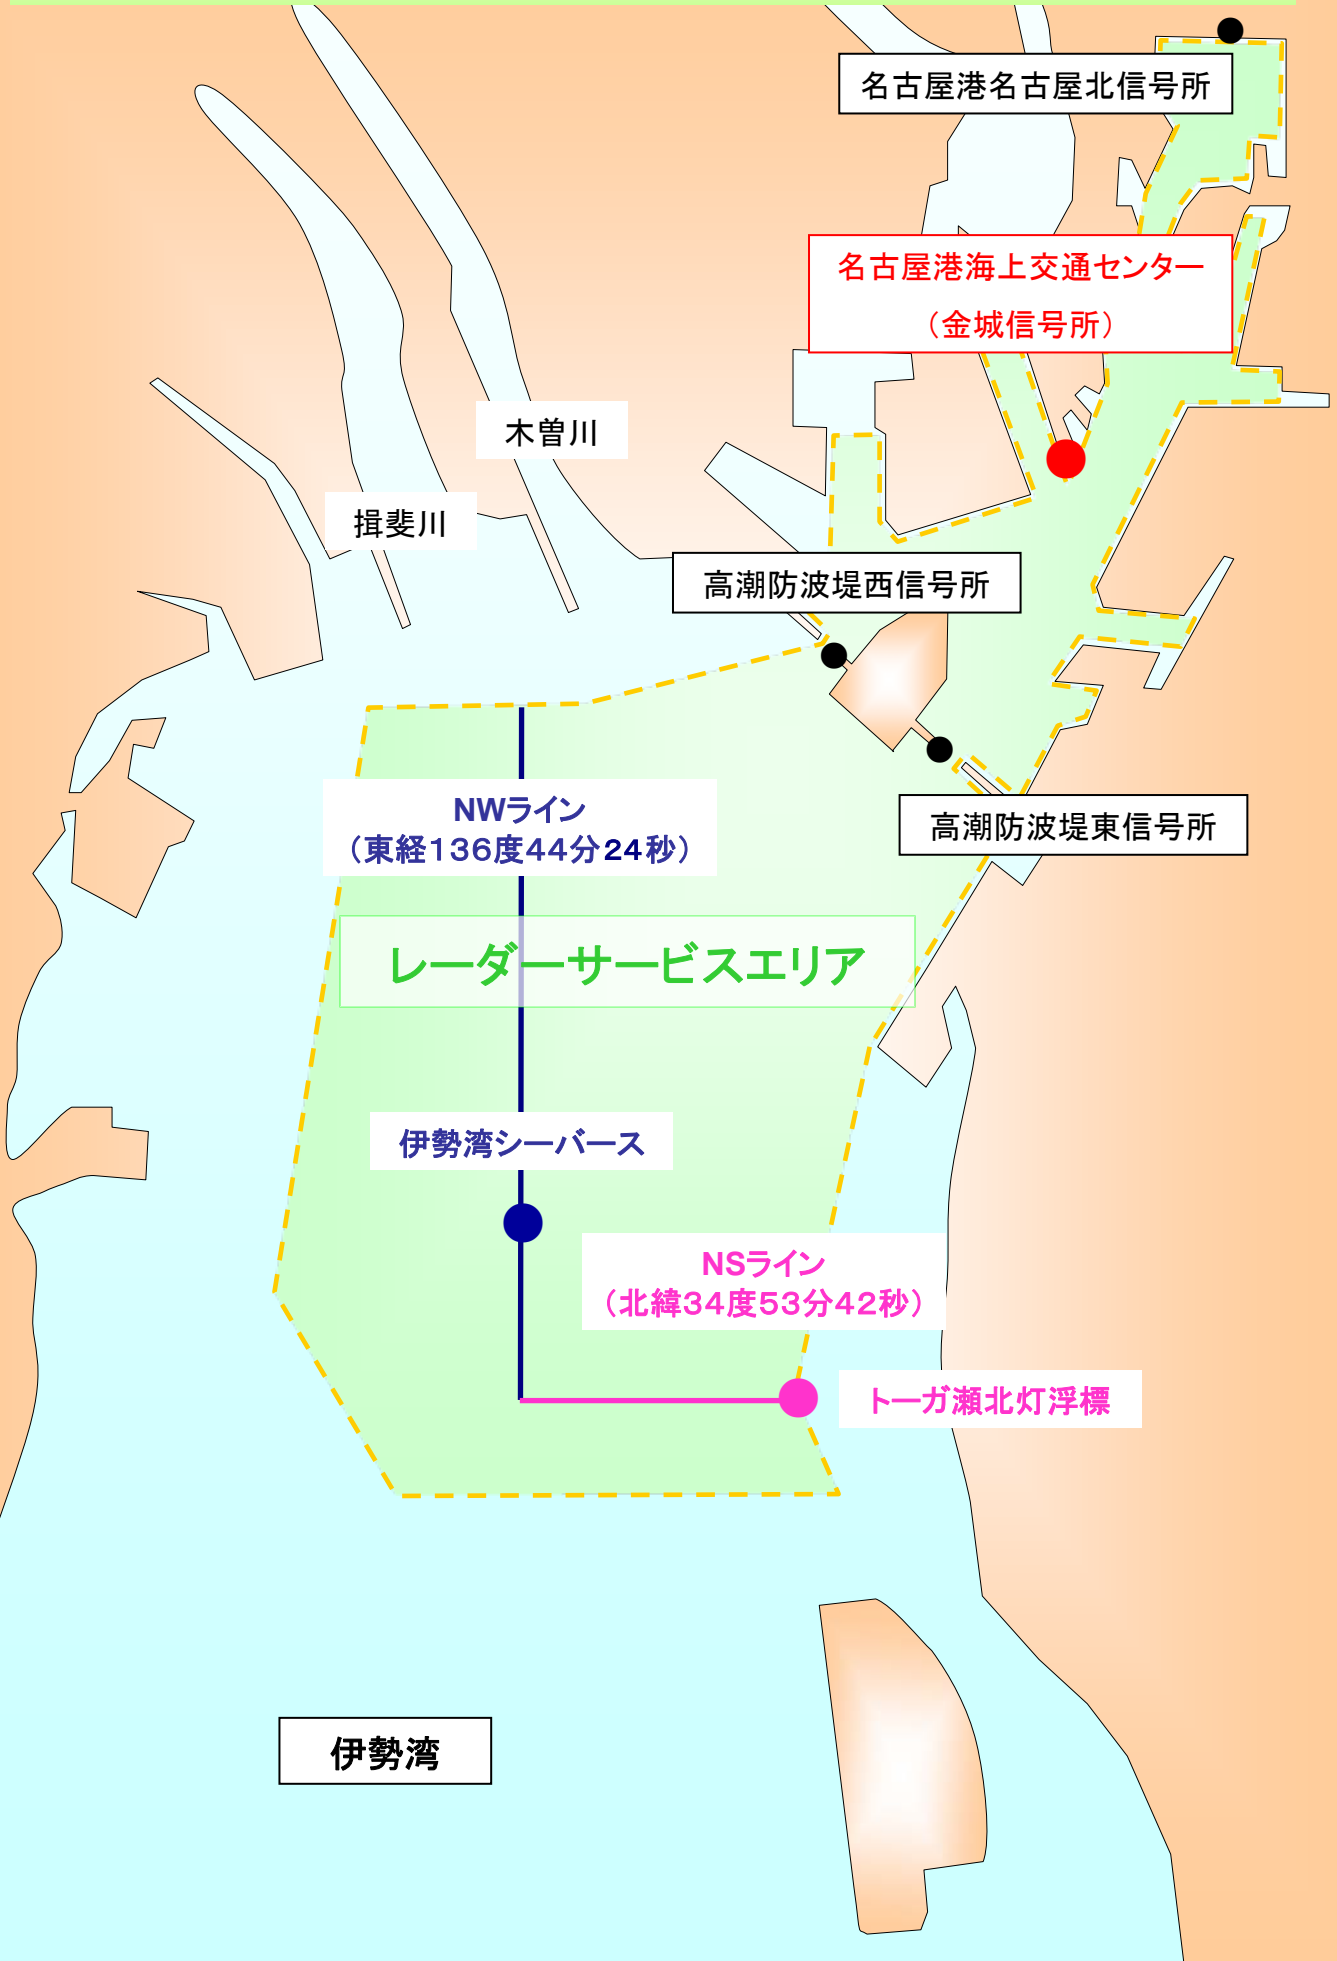 名古屋港名古屋北信号所
名古屋港海上交通センター
（金城信号所）
木曽川
揖斐川
高潮防波堤西信号所
NWライン
（東経１３６度４４分２４秒）
高潮防波堤東信号所
レーダーサービスエリア
伊勢湾シーバース
NSライン
（北緯３４度５３分４２秒）
トーガ瀬北灯浮標
伊勢湾